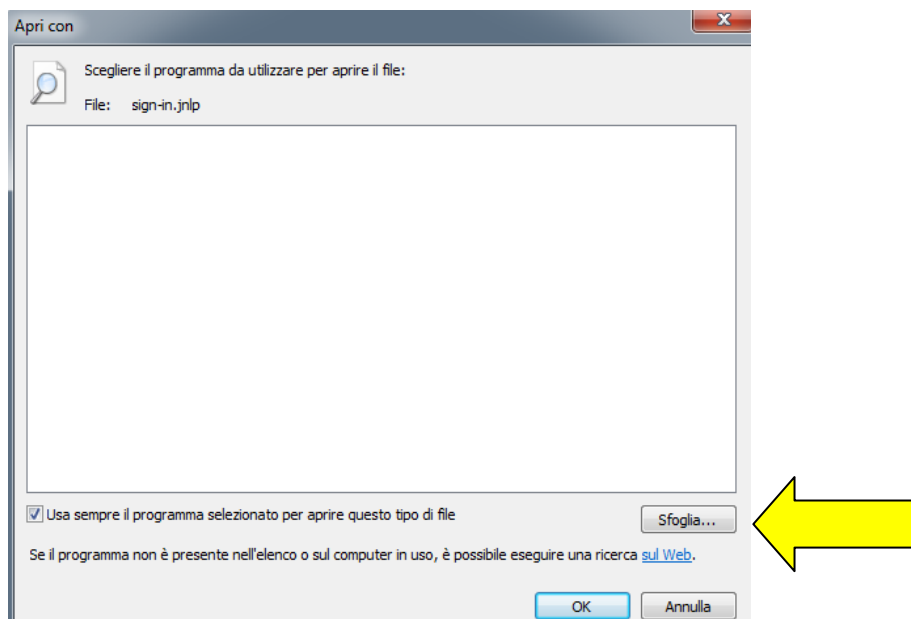 Apri con
Scegliere il programma da utilizzare per aprire il file:
File: sign-in.jnlp
Usa sempre il programma selezionato per aprire questo tipo di file
Sfoglia...
Se il programma non è presente nell'elenco o sul computer in uso, è possibile eseguire una ricerca sul Web.
OK Annulla